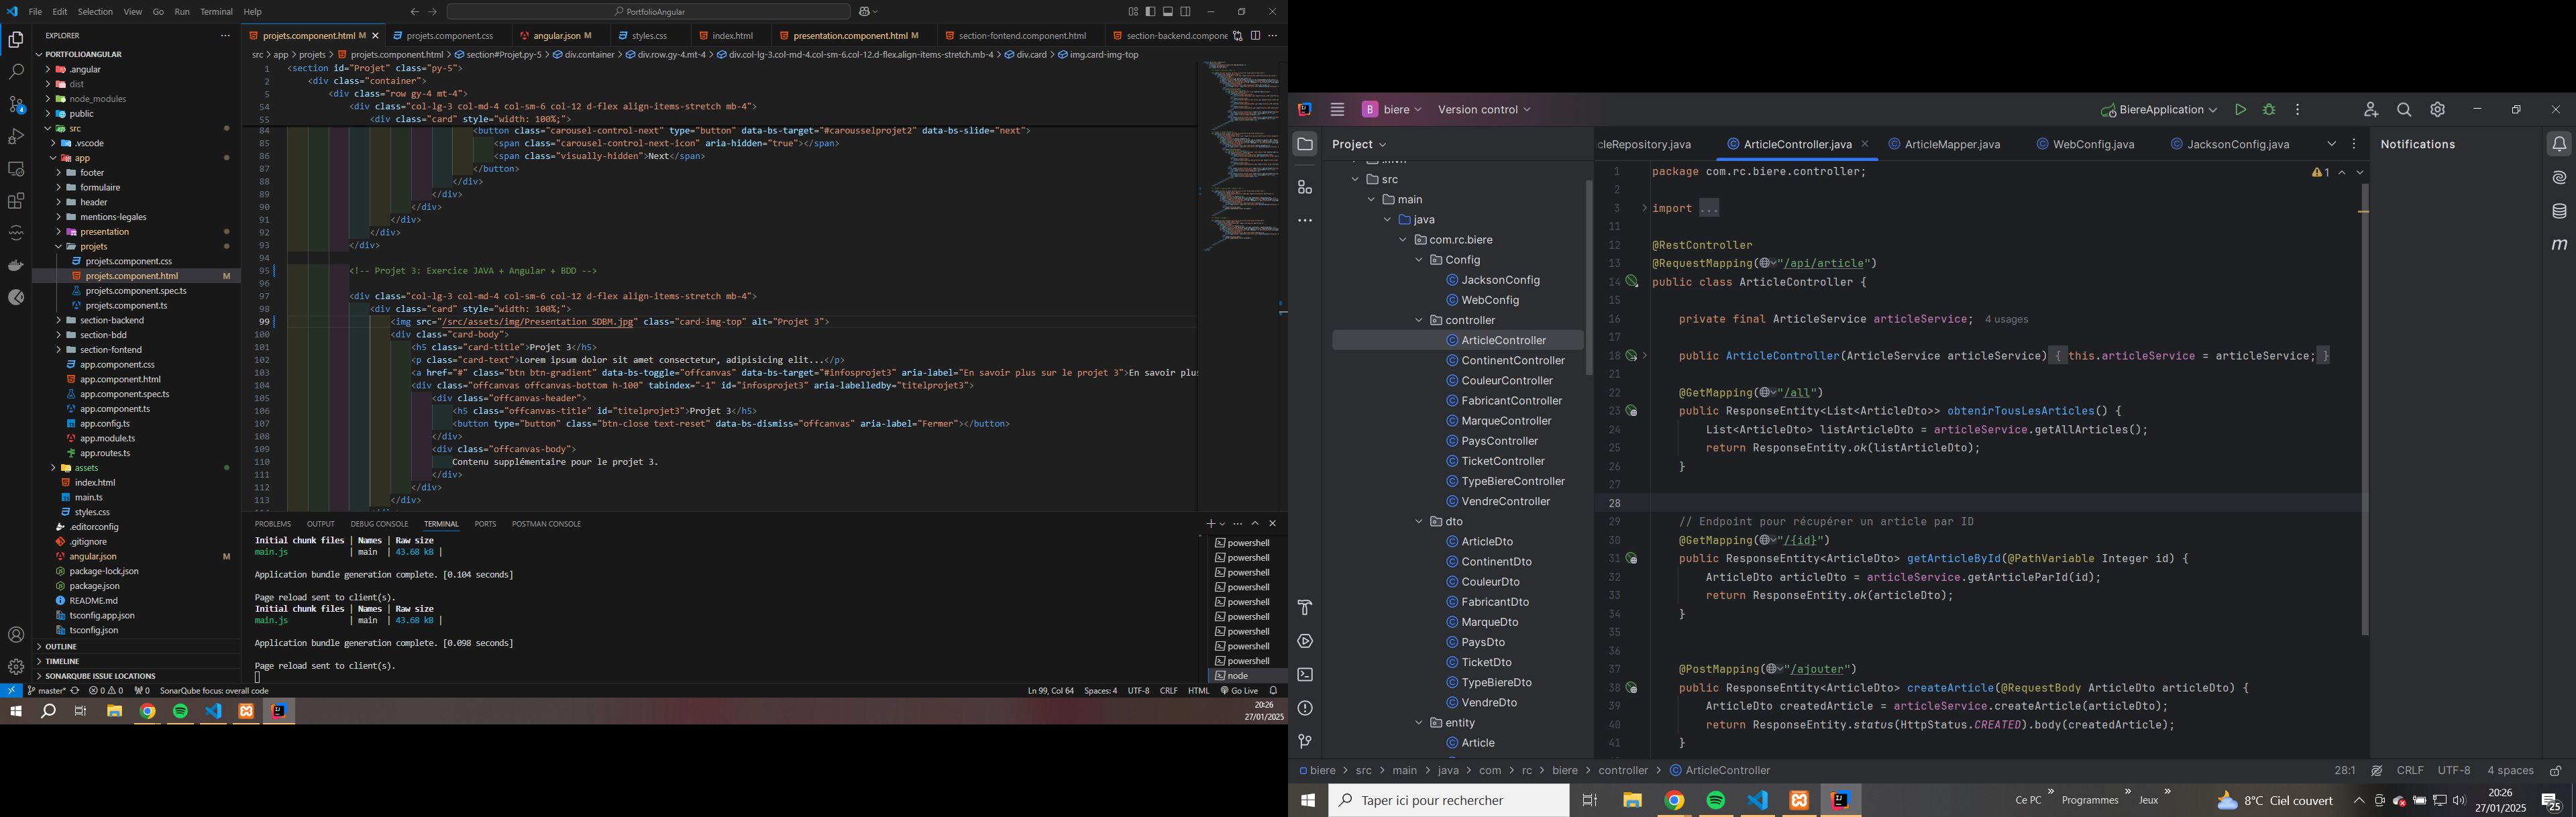 File Edit Selection View Go Run Terminal Help
PortfolioAngular
EXPLORER
PORTFOLIOANGULAR
.angular
dist
node_modules
public
src
.vscode
app
footer
formulaire
header
mentions-legales
presentation
projets
projets.component.css
projets.component.html M
projets.component.spec.ts
projets.component.ts
section-backend
section-bdd
section-fontend
app.component.css
app.component.html
app.component.spec.ts
app.component.ts
app.config.ts
app.module.ts
app.routes.ts
assets
index.html
main.ts
styles.css
.editorconfig
.gitignore
angular.json M
package-lock.json
package.json
README.md
tsconfig.app.json
tsconfig.json
OUTLINE
TIMELINE
SONARQUBE ISSUE LOCATIONS
projets.component.html M projets.component.css angular.json M styles.css index.html presentation.component.html M section-fontend.component.html section-backend.compone
src > app > projets > projets.component.html > section#Projet.py-5 > div.container > div.row.gy-4.mt-4 > div.col-lg-3.col-md-4.col-sm-6.col-12.d-flex.align-items-stretch.mb-4 > div.card > img.card-img-top
1 <section id="Projet" class="py-5">
2 <div class="container">
5 <div class="row gy-4 mt-4">
54 <div class="col-lg-3 col-md-4 col-sm-6 col-12 d-flex align-items-stretch mb-4">
55 <div class="card" style="width: 100%;">
84 <button class="carousel-control-next" type="button" data-bs-target="#carousselprojet2" data-bs-slide="next">
85 <span class="carousel-control-next-icon" aria-hidden="true"></span>
86 <span class="visually-hidden">Next</span>
87 </button>
88 </div>
89 </div>
90 </div>
91 </div>
92 </div>
93 </div>
94
95 <!-- Projet 3: Exercice JAVA + Angular + BDD -->
96
97 <div class="col-lg-3 col-md-4 col-sm-6 col-12 d-flex align-items-stretch mb-4">
98 <div class="card" style="width: 100%;">
99 <img src="/src/assets/img/Presentation SDBM.jpg" class="card-img-top" alt="Projet 3">
100 <div class="card-body">
101 <h5 class="card-title">Projet 3</h5>
102 <p class="card-text">Lorem ipsum dolor sit amet consectetur, adipisicing elit...</p>
103 <a href="#" class="btn btn-gradient" data-bs-toggle="offcanvas" data-bs-target="#infosprojet3" aria-label="En savoir plus sur le projet 3">En savoir plus
104 <div class="offcanvas offcanvas-bottom h-100" tabindex="-1" id="infosprojet3" aria-labelledby="titelprojet3">
105 <div class="offcanvas-header">
106 <h5 class="offcanvas-title" id="titelprojet3">Projet 3</h5>
107 <button type="button" class="btn-close text-reset" data-bs-dismiss="offcanvas" aria-label="Fermer"></button>
108 </div>
109 <div class="offcanvas-body">
110 Contenu supplémentaire pour le projet 3.
111 </div>
112 </div>
113 </div>
PROBLEMS OUTPUT DEBUG CONSOLE TERMINAL PORTS POSTMAN CONSOLE
Initial chunk files | Names | Raw size
main.js | main | 43.68 kB |
Application bundle generation complete. [0.104 seconds]
Page reload sent to client(s).
Initial chunk files | Names | Raw size
main.js | main | 43.68 kB |
Application bundle generation complete. [0.098 seconds]
Page reload sent to client(s).
powershell
powershell
powershell
powershell
powershell
powershell
powershell
powershell
powershell
node
master* 0 0 0 SonarQube focus: overall code
Ln 99, Col 64 Spaces: 4 UTF-8 CRLF HTML Go Live
20:26
27/01/2025
B biere Version control BiereApplication
Project
src
main
java
com.rc.biere
Config
JacksonConfig
WebConfig
controller
ArticleController
ContinentController
CouleurController
FabricantController
MarqueController
PaysController
TicketController
TypeBiereController
VendreController
dto
ArticleDto
ContinentDto
CouleurDto
FabricantDto
MarqueDto
PaysDto
TicketDto
TypeBiereDto
VendreDto
entity
Article
cleRepository.java ArticleController.java ArticleMapper.java WebConfig.java JacksonConfig.java
Notifications
1 package com.rc.biere.controller;
1
2
3 import ...
11
12 @RestController
13 @RequestMapping("/api/article")
14 public class ArticleController {
15
16 private final ArticleService articleService; 4 usages
17
18 public ArticleController(ArticleService articleService) { this.articleService = articleService; }
21
22 @GetMapping("/all")
23 public ResponseEntity<List<ArticleDto>> obtenirTousLesArticles() {
24 List<ArticleDto> listArticleDto = articleService.getAllArticles();
25 return ResponseEntity.ok(listArticleDto);
26 }
27
28
29 // Endpoint pour récupérer un article par ID
30 @GetMapping("/{id}")
31 public ResponseEntity<ArticleDto> getArticleById(@PathVariable Integer id) {
32 ArticleDto articleDto = articleService.getArticleParId(id);
33 return ResponseEntity.ok(articleDto);
34 }
35
36
37 @PostMapping("/ajouter")
38 public ResponseEntity<ArticleDto> createArticle(@RequestBody ArticleDto articleDto) {
39 ArticleDto createdArticle = articleService.createArticle(articleDto);
40 return ResponseEntity.status(HttpStatus.CREATED).body(createdArticle);
41 }
biere > src > main > java > com > rc > biere > controller > ArticleController
28:1 CRLF UTF-8 4 spaces
Taper ici pour rechercher
Ce PC » Programmes » Jeux »
8°C Ciel couvert
20:26
27/01/2025
25